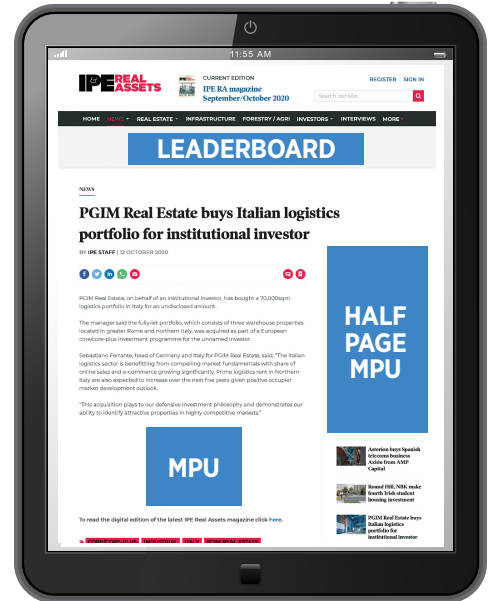 11:55 AM
IPE REAL ASSETS
CURRENT EDITION
IPE RA magazine
September/October 2020
REGISTER SIGN IN
Search our site
HOME NEWS REAL ESTATE INFRASTRUCTURE FORESTRY / AGRI INVESTORS INTERVIEWS MORE
LEADERBOARD
NEWS
PGIM Real Estate buys Italian logistics
portfolio for institutional investor
BY IPE STAFF | 12 OCTOBER 2020
PGIM Real Estate, on behalf of an institutional investor, has bought a 70,000sqm
logistics portfolio in Italy for an undisclosed amount.
The manager said the fully-let portfolio, which consists of three warehouse properties
located in greater Rome and northern Italy, was acquired as part of a European
core/core-plus investment programme for the unnamed investor.
Sebastiano Ferrante, head of Germany and Italy for PGIM Real Estate, said: "The Italian
logistics sector is benefitting from compelling market fundamentals with share of
online sales and e-commerce growing significantly. Prime logistics rent in Northern
Italy are also expected to increase over the next five years given positive occupier
market development outlook.
"This acquisition plays to our defensive investment philosophy and demonstrates our
ability to identify attractive properties in highly competitive markets."
MPU
To read the digital edition of the latest IPE Real Assets magazine click here.
CORE/CORE-PLUS INDUSTRIAL ITALY PGIM REAL ESTATE
HALF
PAGE
MPU
Asterion buys Spanish
telecoms business
Axión from AMP
Capital
Round Hill, NBK make
fourth Irish student
housing investment
PGIM Real Estate buys
Italian logistics
portfolio for
institutional investor